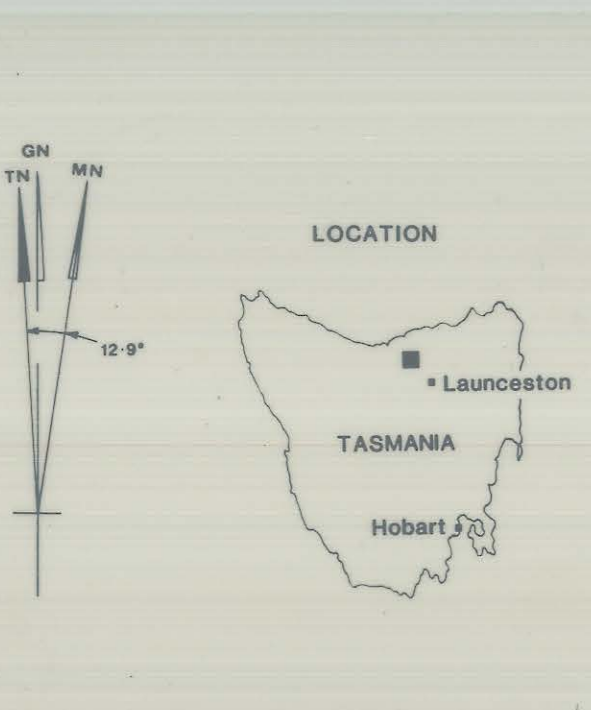 GN
TN
MN
12·9°
LOCATION
Launceston
TASMANIA
Hobart